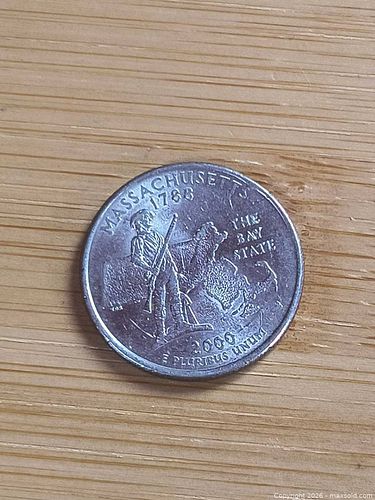 MASSACHUSETTS
1788
THE
BAY
STATE
2000
E PLURIBUS UNUM
Copyright 2026 - maxsold.com